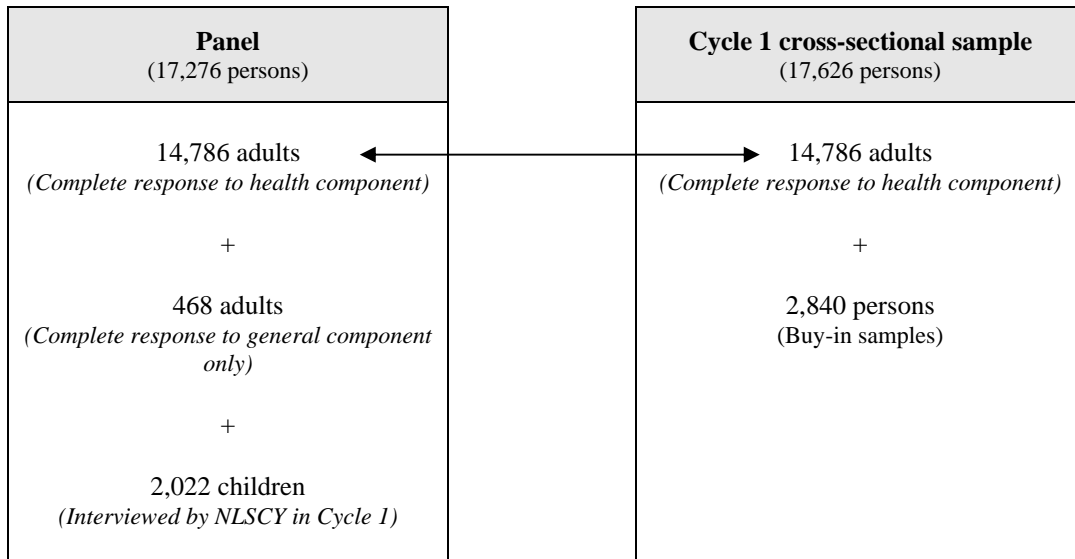 Panel
(17,276 persons)
14,786 adults
(Complete response to health component)
+
468 adults
(Complete response to general component
only)
+
2,022 children
(Interviewed by NLSCY in Cycle 1)
Cycle 1 cross-sectional sample
(17,626 persons)
14,786 adults
(Complete response to health component)
+
2,840 persons
(Buy-in samples)